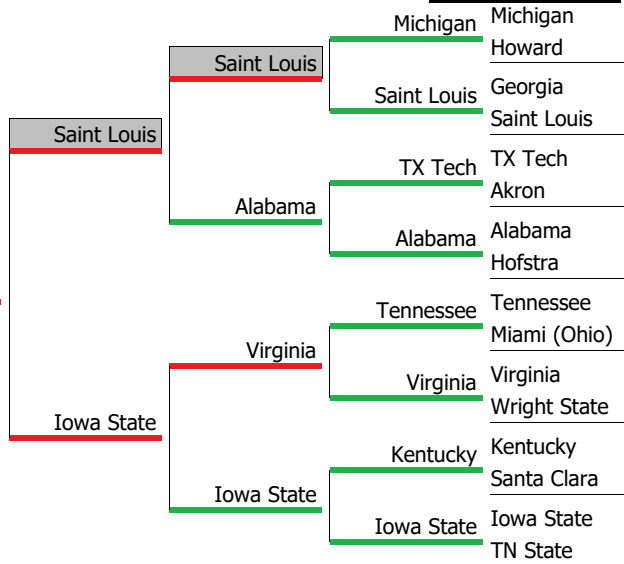 Michigan
Michigan
Howard
Saint Louis
Saint Louis
Georgia
Saint Louis
Saint Louis
TX Tech
TX Tech
Akron
Alabama
Alabama
Alabama
Hofstra
Tennessee
Tennessee
Miami (Ohio)
Virginia
Virginia
Virginia
Wright State
Iowa State
Kentucky
Kentucky
Santa Clara
Iowa State
Iowa State
Iowa State
TN State